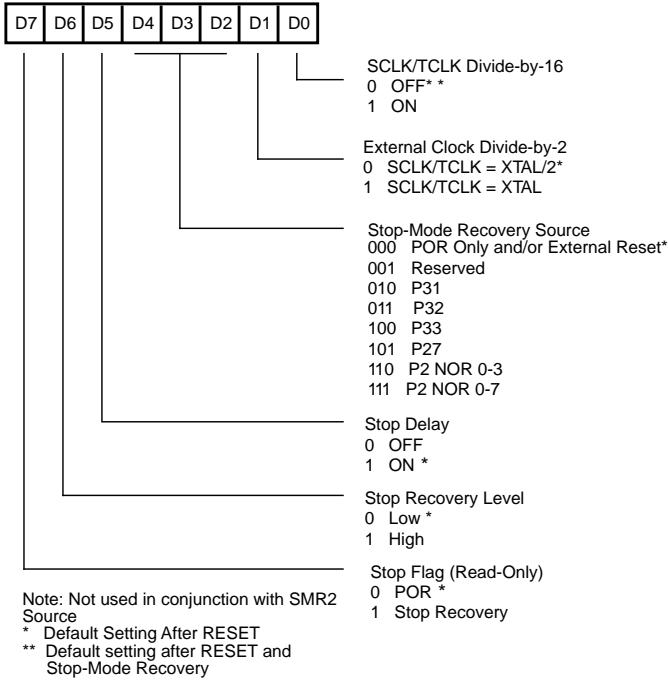 D7 D6 D5 D4 D3 D2 D1 D0
SCLK/TCLK Divide-by-16
0 OFF* *
1 ON
External Clock Divide-by-2
0 SCLK/TCLK = XTAL/2*
1 SCLK/TCLK = XTAL
Stop-Mode Recovery Source
000 POR Only and/or External Reset*
001 Reserved
010 P31
011 P32
100 P33
101 P27
110 P2 NOR 0-3
111 P2 NOR 0-7
Stop Delay
0 OFF
1 ON *
Stop Recovery Level
0 Low *
1 High
Stop Flag (Read-Only)
0 POR *
1 Stop Recovery
Note: Not used in conjunction with SMR2
Source
* Default Setting After RESET
** Default setting after RESET and
Stop-Mode Recovery